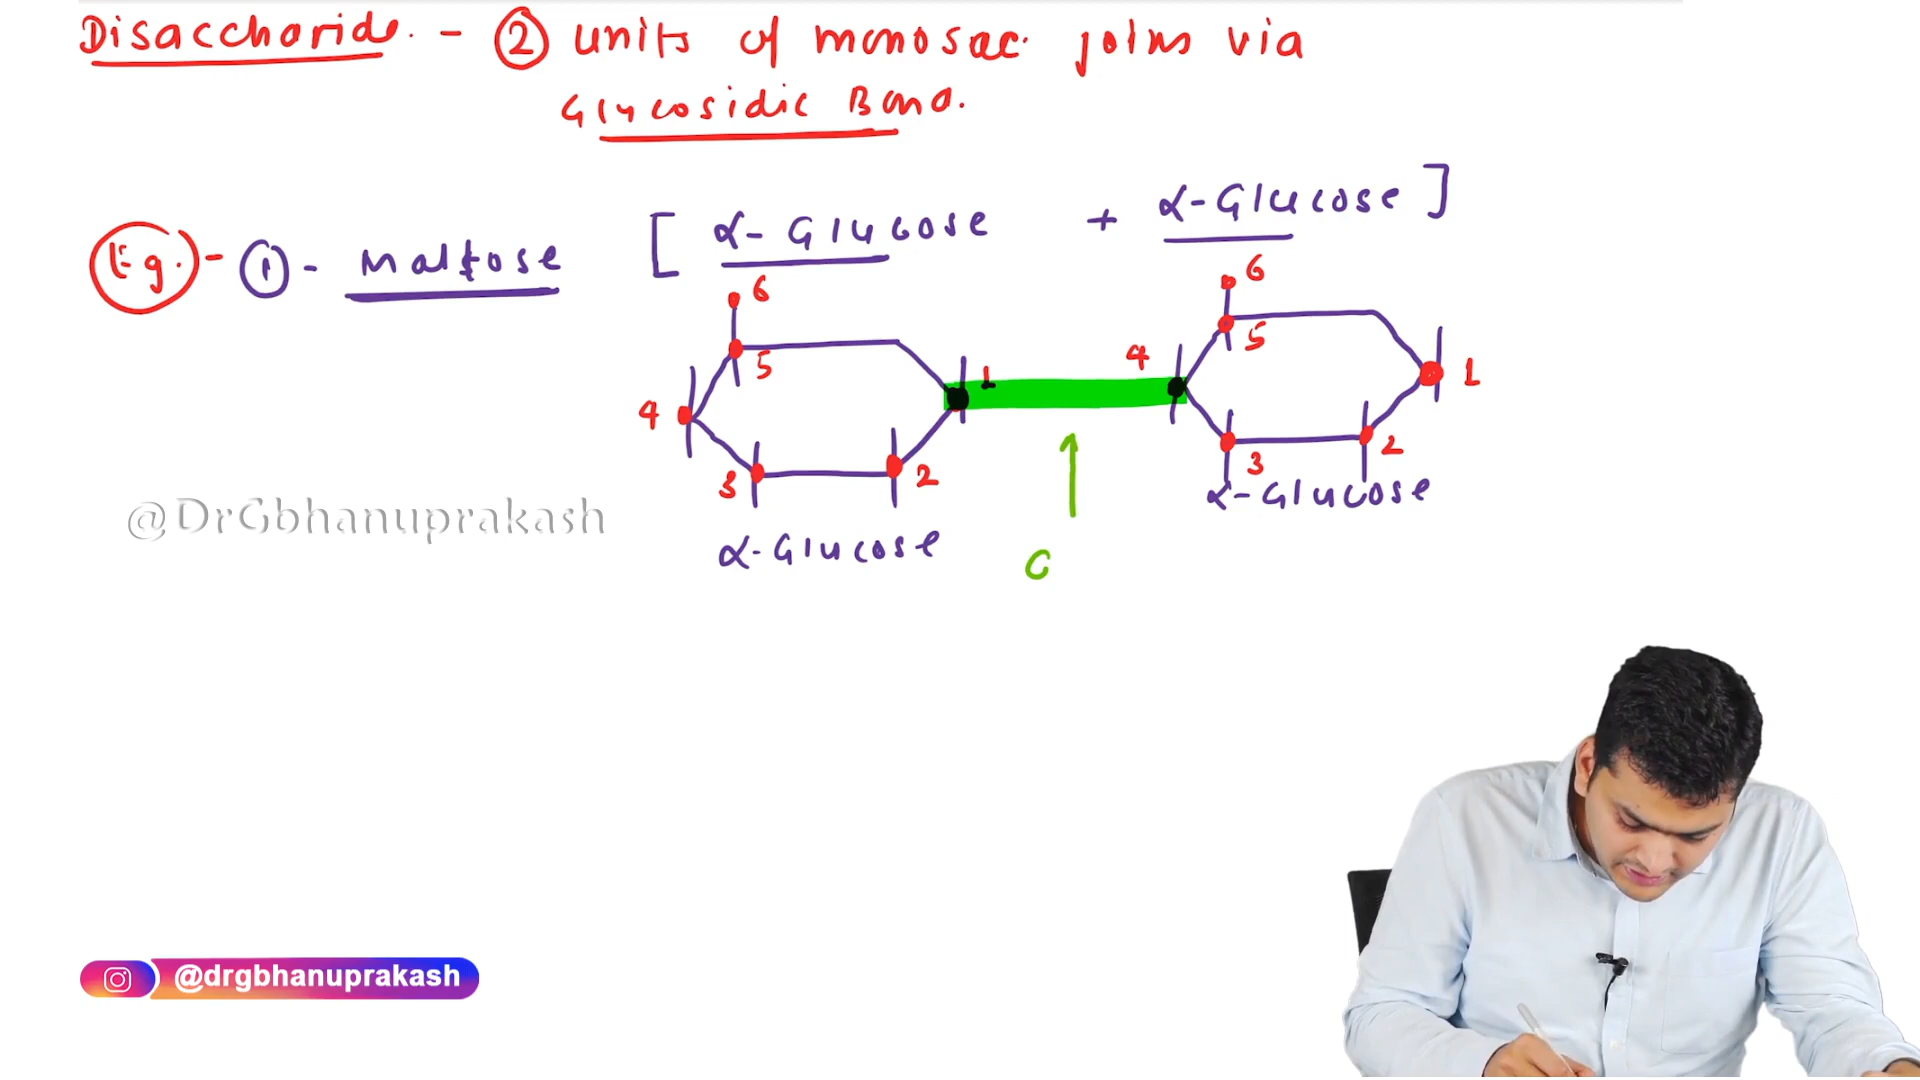 Disaccharide. - ② units of monosac. joins via
Glycosidic Bond.
Eg. - ① - Maltose [ α-Glucose + α-Glucose ]
6 6
5 5
4 1 4 1
3 2 3 2
α-Glucose
@DrGbhanuprakash
α-Glucose
G
@drgbhanuprakash